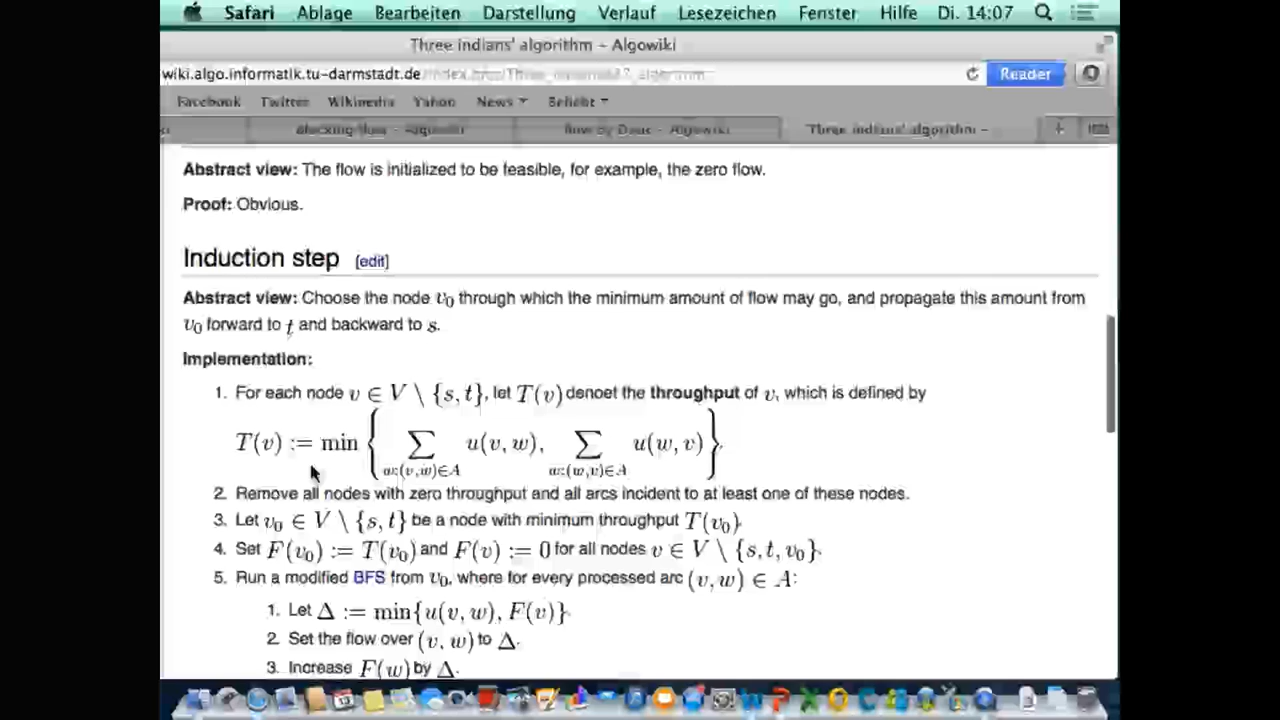 Safari Ablage Bearbeiten Darstellung Verlauf Lesezeichen Fenster Hilfe Di. 14:07
Three indians' algorithm – Algowiki
wiki.algo.informatik.tu-darmstadt.de Reader
Facebook Twitter Wikipedia Yahoo News Beliebt
blocking flow – Algowiki flow by Dinic – Algowiki Three indians' algorithm –
Abstract view: The flow is initialized to be feasible, for example, the zero flow.
Proof: Obvious.
Induction step [edit]
Abstract view: Choose the node v₀ through which the minimum amount of flow may go, and propagate this amount from
v₀ forward to t and backward to s.
Implementation:
1. For each node v ∈ V \ {s, t}, let T(v) denoet the throughput of v, which is defined by
T(v) := min { ∑_{w:(v,w)∈A} u(v, w), ∑_{w:(w,v)∈A} u(w, v) }.
2. Remove all nodes with zero throughput and all arcs incident to at least one of these nodes.
3. Let v₀ ∈ V \ {s, t} be a node with minimum throughput T(v₀).
4. Set F(v₀) := T(v₀) and F(v) := 0 for all nodes v ∈ V \ {s, t, v₀}.
5. Run a modified BFS from v₀, where for every processed arc (v, w) ∈ A:
1. Let Δ := min{u(v, w), F(v)}.
2. Set the flow over (v, w) to Δ.
3. Increase F(w) by Δ.